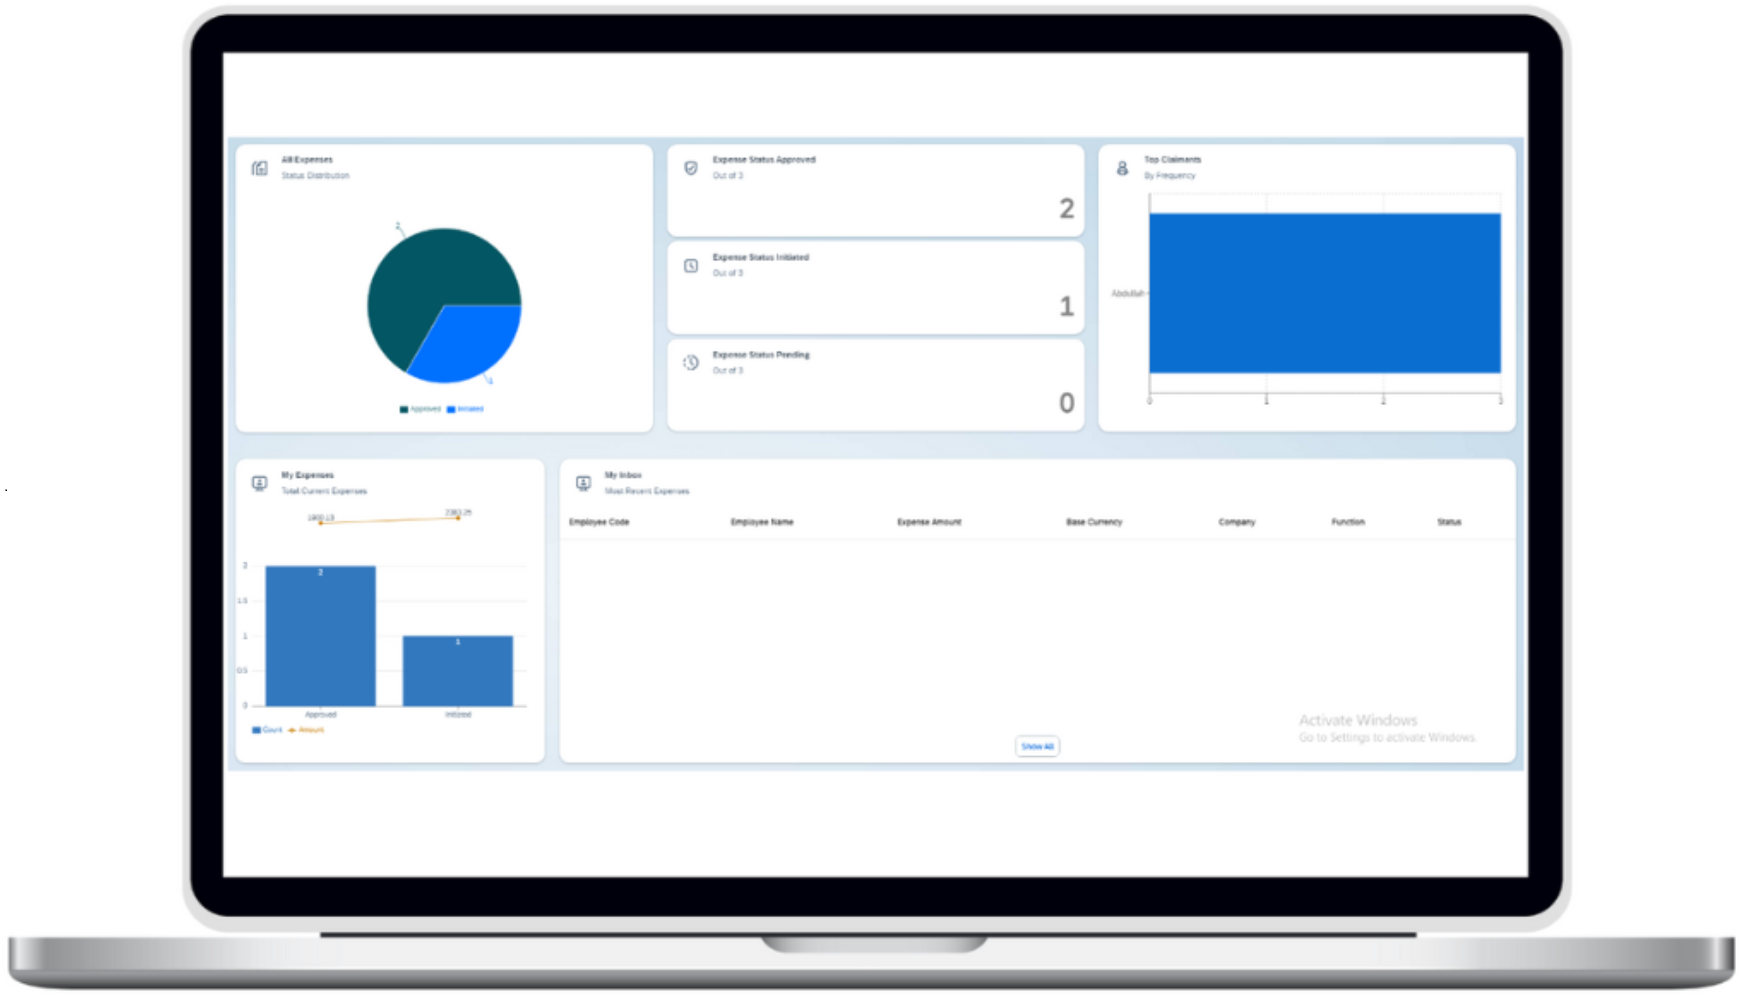 All Expenses
Status Distribution
2
1
Approved Initiated
Expense Status Approved
Out of 3
2
Expense Status Initiated
Out of 3
1
Expense Status Pending
Out of 3
0
Top Claimants
By Frequency
Abdullah
0 1 2 3
My Expenses
Total Current Expenses
2
1.5
1
0.5
0
2
1
Approved Initiated
Count Amount
My Inbox
Most Recent Expenses
Employee Code Employee Name Expense Amount Base Currency Company Function Status
Show All
Activate Windows
Go to Settings to activate Windows.